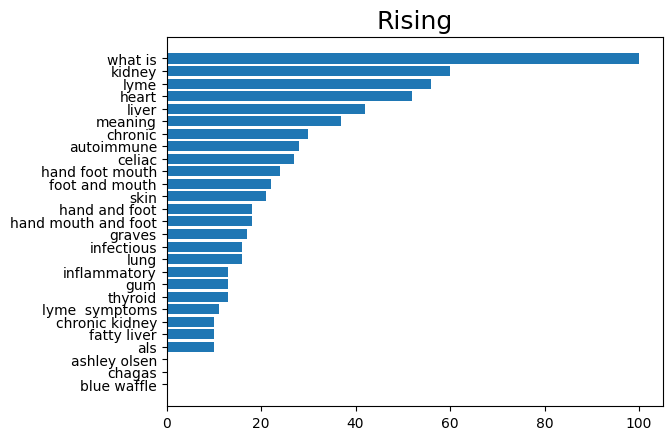 Rising
what is
kidney
lyme
heart
liver
meaning
chronic
autoimmune
celiac
hand foot mouth
foot and mouth
skin
hand and foot
hand mouth and foot
graves
infectious
lung
inflammatory
gum
thyroid
lyme  symptoms
chronic kidney
fatty liver
als
ashley olsen
chagas
blue waffle
0 20 40 60 80 100